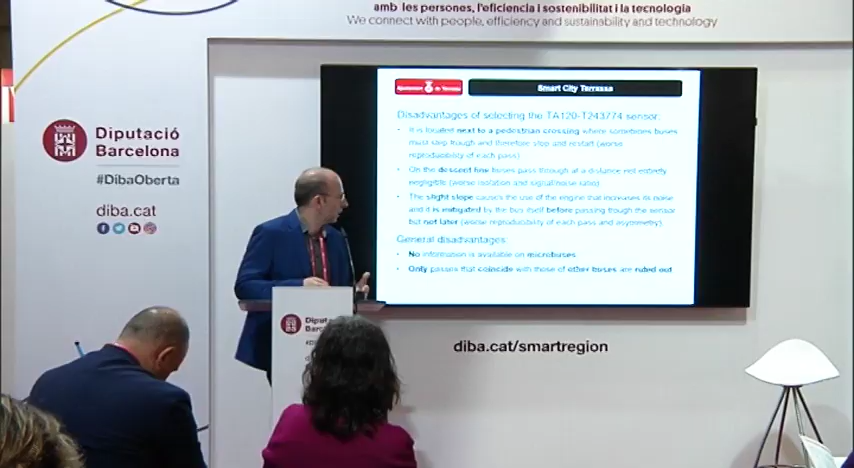 amb les persones, l'eficiencia i sostenibilitat i la tecnologia
We connect with people, efficiency and sustainability and technology
Diputació
Barcelona
#DibaOberta
diba.cat
Ajuntament de Terrassa
Smart City Terrassa
Disadvantages of selecting the TA120-T243774 sensor:
• It is located next to a pedestrian crossing where sometimes buses
must stop though and therefore stop and restart (worse
reproducibility of each pass).
• On the descent line buses pass through at a distance not entirely
negligible (worse isolation and signal/noise ratio).
• The slight slope causes the use of the engine that increases its noise
and it is mitigated by the bus itself before passing though the sensor
but not later (worse reproducibility of each pass and asymmetry).
General disadvantages:
• No information is available on microbuses.
• Only passes that coincide with those of other buses are ruled out.
Diputació
diba.cat/smartregion